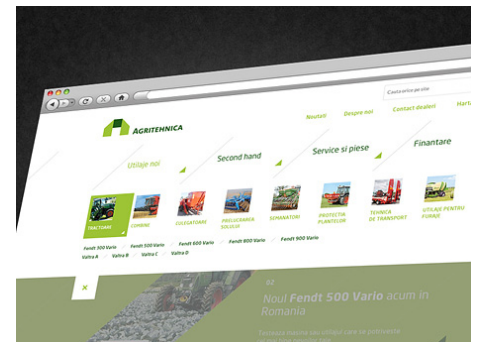 Cauta orice pe site
Noutati Despre noi Contact dealeri Harta
AGRITEHNICA
Utilaje noi Second hand Service si piese Finantare
TRACTOARE COMBINE CULEGATOARE PRELUCRAREA SOLULUI SEMANATORI PROTECTIA PLANTELOR TEHNICA DE TRANSPORT UTILAJE PENTRU FURAJE
Fendt 300 Vario Fendt 500 Vario Fendt 600 Vario Fendt 800 Vario Fendt 900 Vario
Valtra A Valtra B Valtra C Valtra D
02
Noul Fendt 500 Vario acum in
Romania